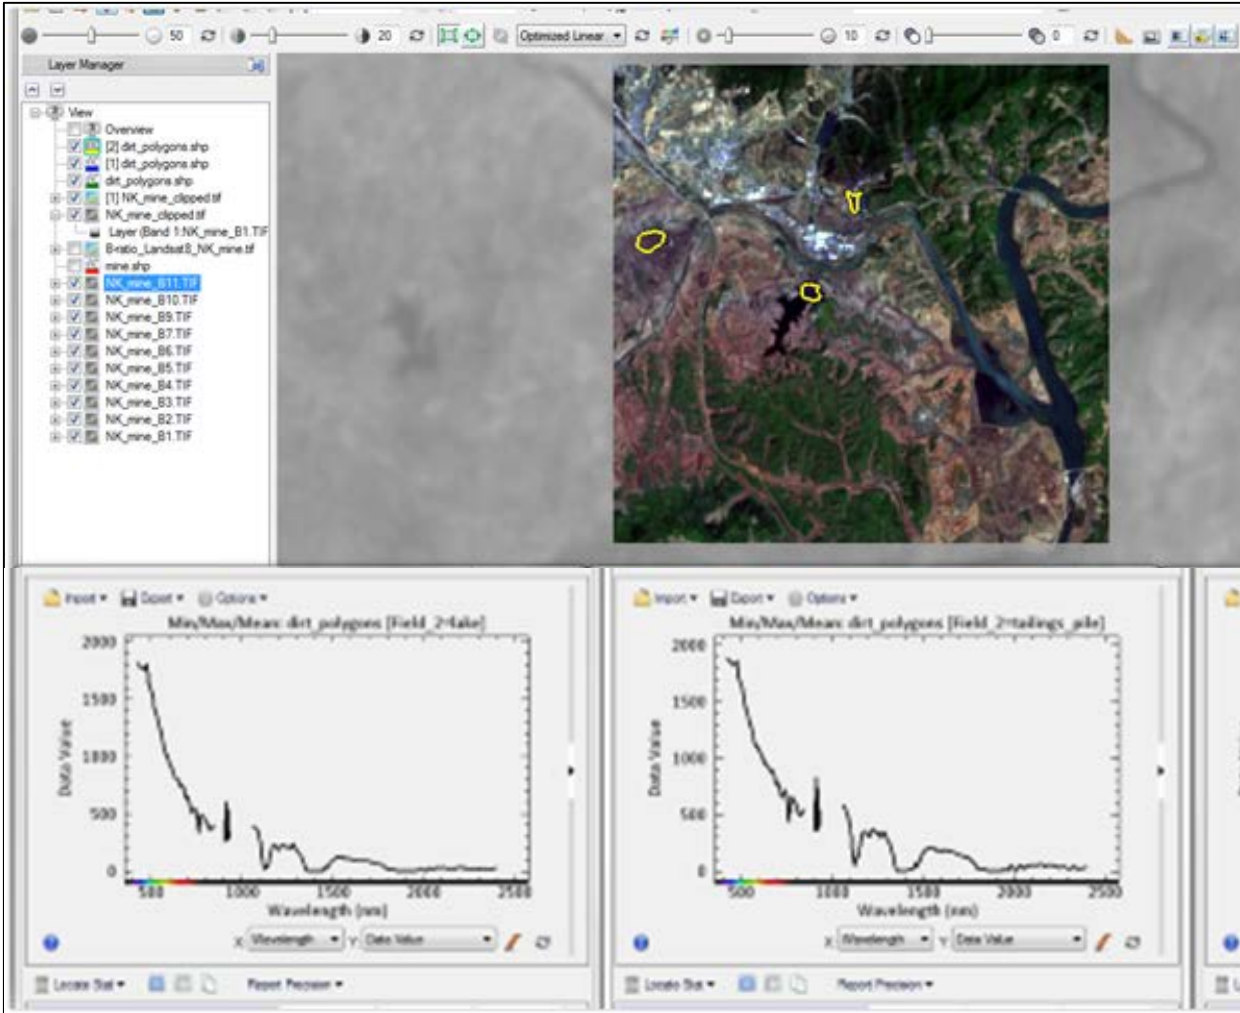 50 20 Optimized Linear 10 0
Layer Manager
View
Overview
[2] dirt_polygons.shp
[1] dirt_polygons.shp
dirt_polygons.shp
[1] NK_mine_clipped.tif
NK_mine_clipped.tif
Layer (Band 1:NK_mine_B1.TIF
B-ratio_Landsat8_NK_mine.tif
mine.shp
NK_mine_B11.TIF
NK_mine_B10.TIF
NK_mine_B9.TIF
NK_mine_B7.TIF
NK_mine_B6.TIF
NK_mine_B5.TIF
NK_mine_B4.TIF
NK_mine_B3.TIF
NK_mine_B2.TIF
NK_mine_B1.TIF
Import Export Options
Min/Max/Mean: dirt_polygons [Field_2=lake]
2000
1500
1000
500
0
Data Value
500 1000 1500 2000 2500
Wavelength (nm)
X Wavelength Y Data Value
Locate Stat Report Precision
Import Export Options
Min/Max/Mean: dirt_polygons [Field_2=tailings_pile]
2000
1500
1000
500
0
Data Value
500 1000 1500 2000 2500
Wavelength (nm)
X Wavelength Y Data Value
Locate Stat Report Precision